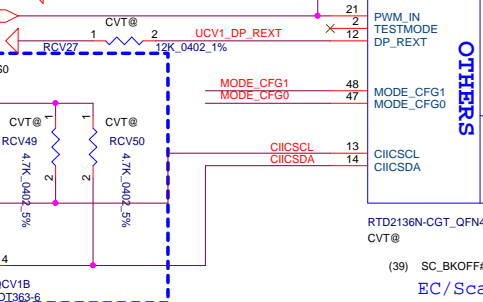 21 PWM_IN
2 TESTMODE
CVT@
1 2 UCV1_DP_REXT 12 DP_REXT
RCV27 12K_0402_1%
OTHERS
MODE_CFG1 48 MODE_CFG1
MODE_CFG0 47 MODE_CFG0
CVT@ 1 CVT@ 1
RCV49 RCV50
4.7K_0402_5% 4.7K_0402_5%
2 2
CIICSCL 13 CIICSCL
CIICSDA 14 CIICSDA
RTD2136N-CGT_QFN4
CVT@
4
(39) SC_BKOFF#
QCV1B
OT363-6
EC/Sca